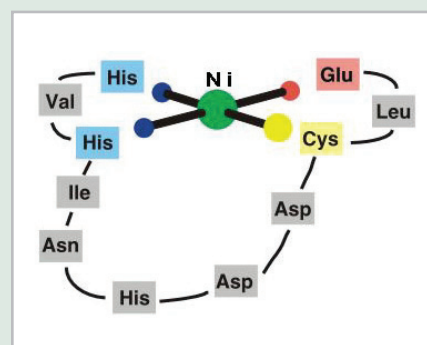 Ni
His
Glu
Val
Leu
His
Cys
Ile
Asp
Asn
Asp
His